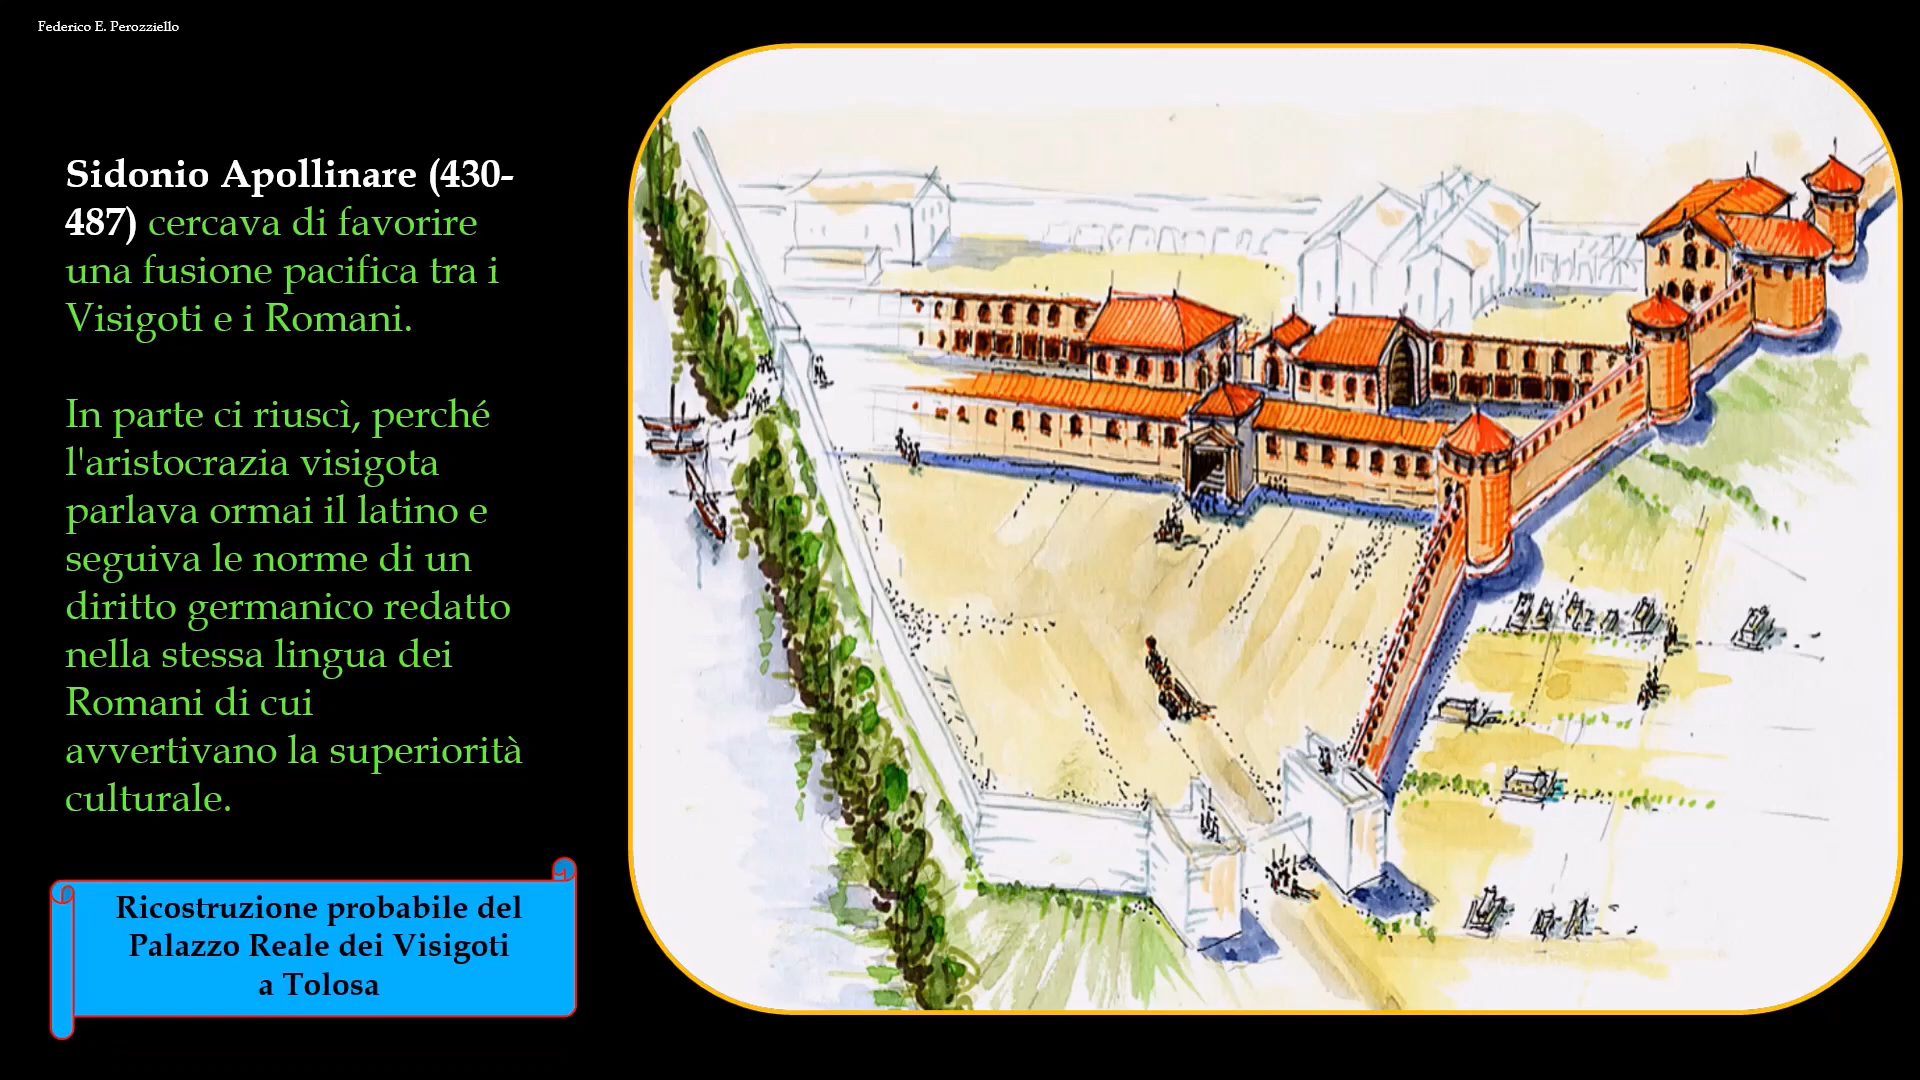 Federico E. Perozziello
Sidonio Apollinare (430-
487) cercava di favorire
una fusione pacifica tra i
Visigoti e i Romani.
In parte ci riuscì, perché
l'aristocrazia visigota
parlava ormai il latino e
seguiva le norme di un
diritto germanico redatto
nella stessa lingua dei
Romani di cui
avvertivano la superiorità
culturale.
Ricostruzione probabile del
Palazzo Reale dei Visigoti
a Tolosa